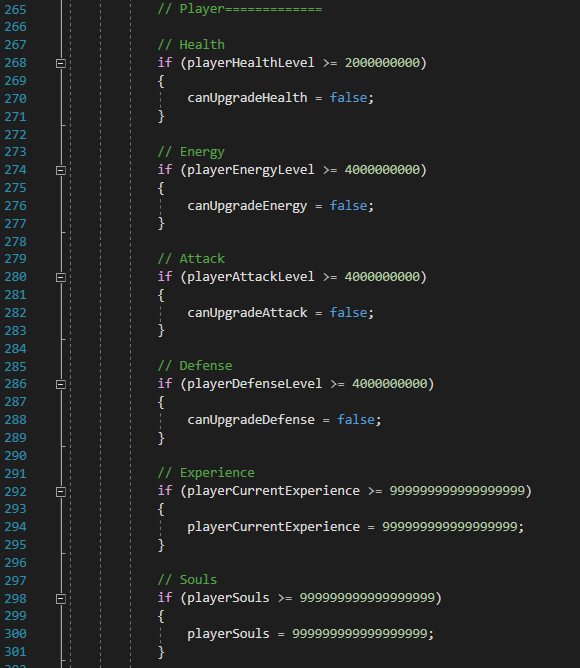 265 // Player=============
266
267 // Health
268 if (playerHealthLevel >= 2000000000)
269 {
270 canUpgradeHealth = false;
271 }
272
273 // Energy
274 if (playerEnergyLevel >= 4000000000)
275 {
276 canUpgradeEnergy = false;
277 }
278
279 // Attack
280 if (playerAttackLevel >= 4000000000)
281 {
282 canUpgradeAttack = false;
283 }
284
285 // Defense
286 if (playerDefenseLevel >= 4000000000)
287 {
288 canUpgradeDefense = false;
289 }
290
291 // Experience
292 if (playerCurrentExperience >= 999999999999999999)
293 {
294 playerCurrentExperience = 999999999999999999;
295 }
296
297 // Souls
298 if (playerSouls >= 999999999999999999)
299 {
300 playerSouls = 999999999999999999;
301 }